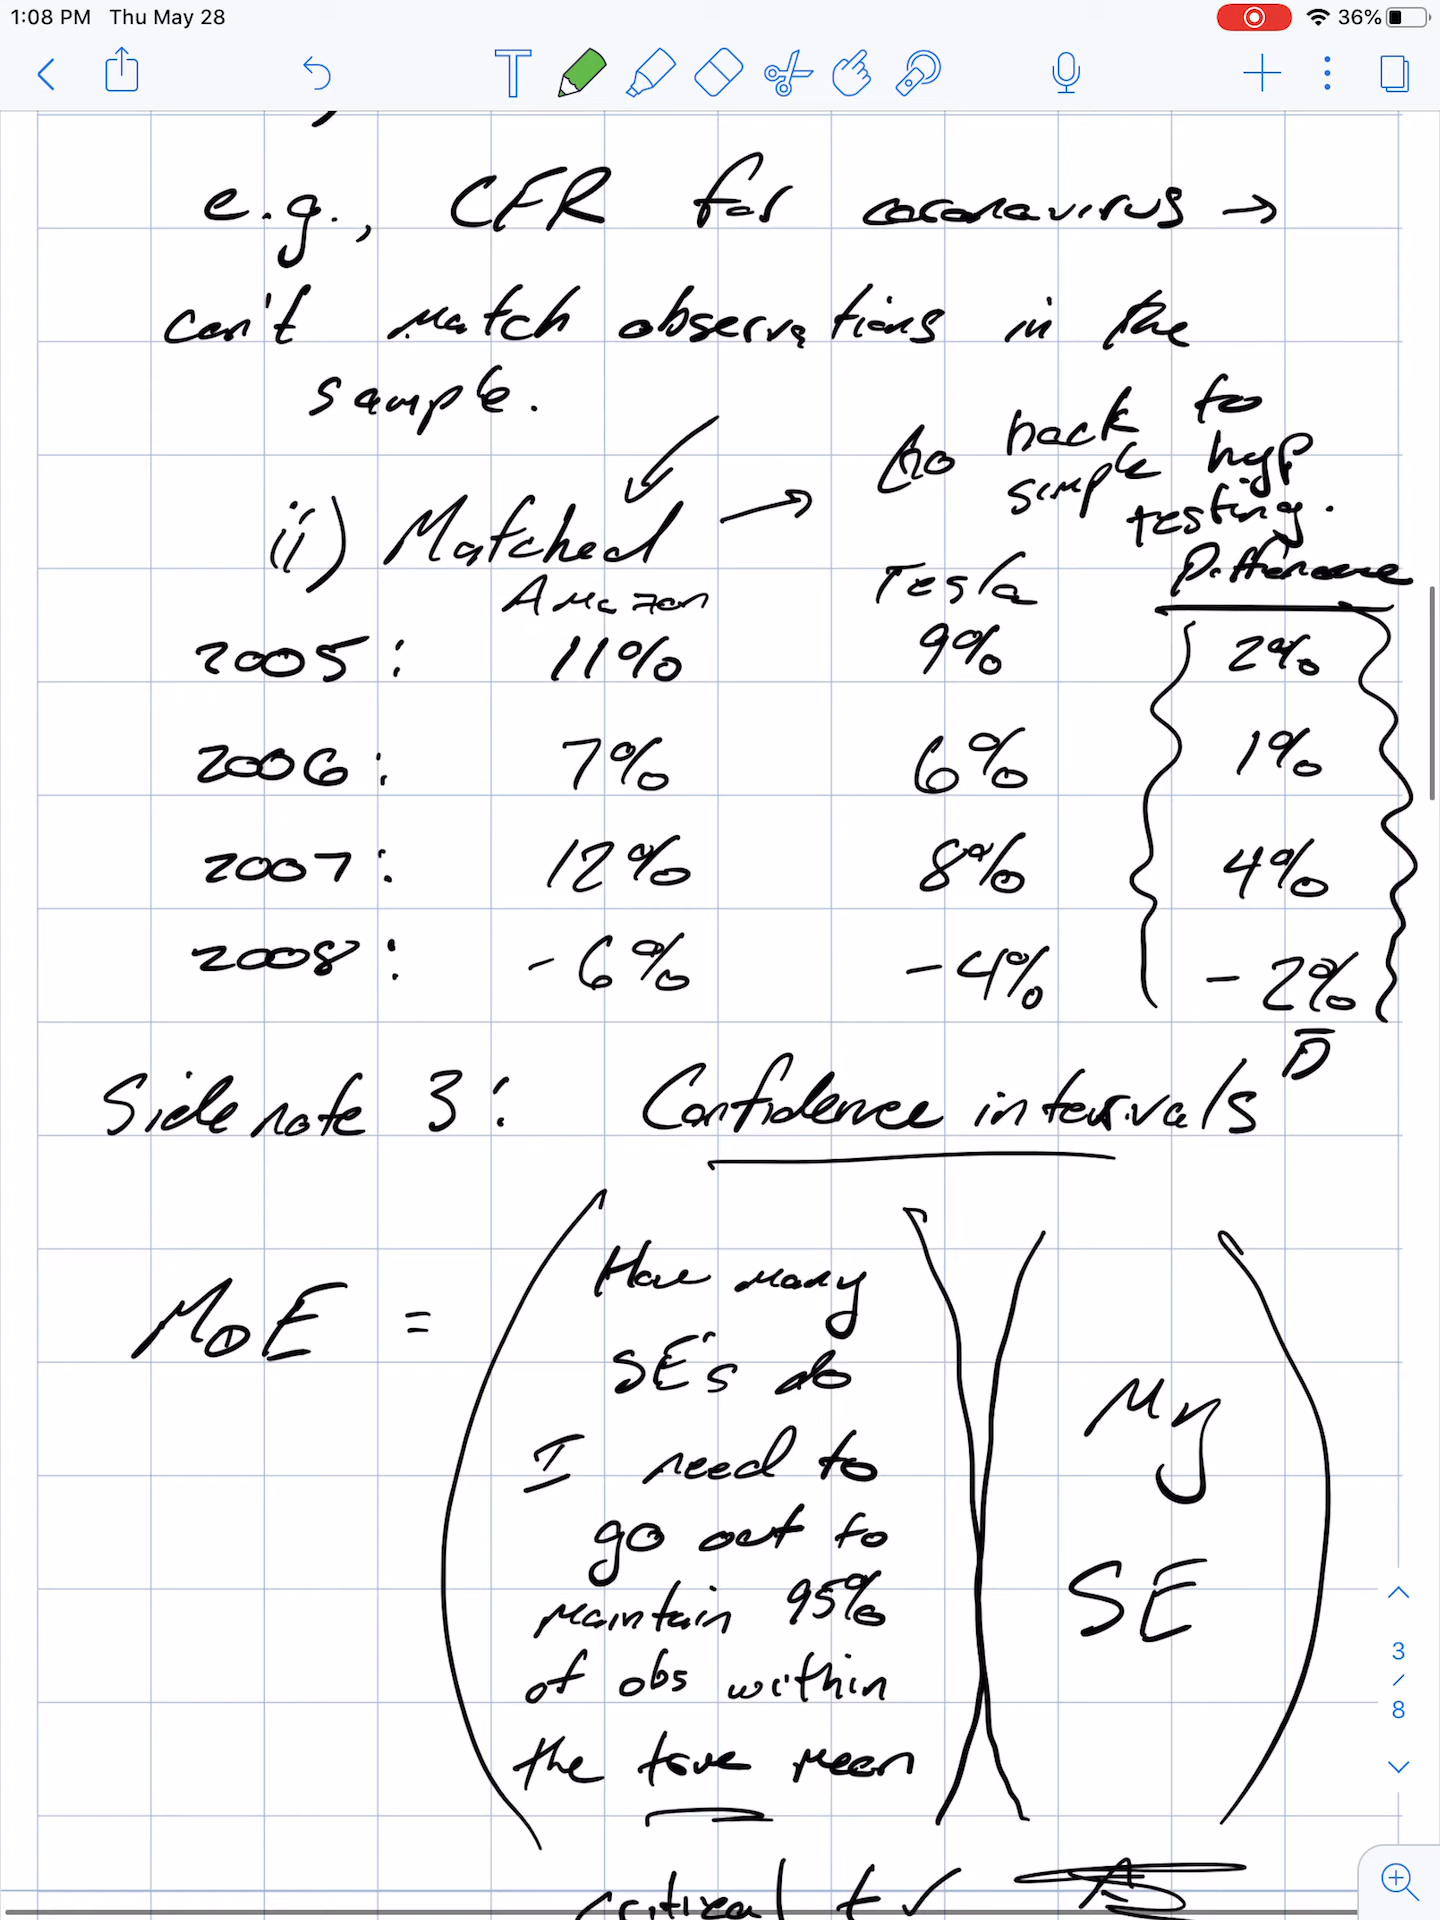 1:08 PM Thu May 28 36%
e.g., CFR for coronavirus →
can't match observations in the
sample.
ii) Matched → Go back to
simple hyp
testing.
Amazon Tesla Difference
2005: 11% 9% 2%
2006: 7% 6% 1%
2007: 12% 8% 4%
2008: -6% -4% -2%
D̅
Side note 3: Confidence intervals
MoE = (How many
SE's do
I need to
go out to
maintain 95%
of obs within
the true mean) (My
SE)
critical t ✓
3
/
8